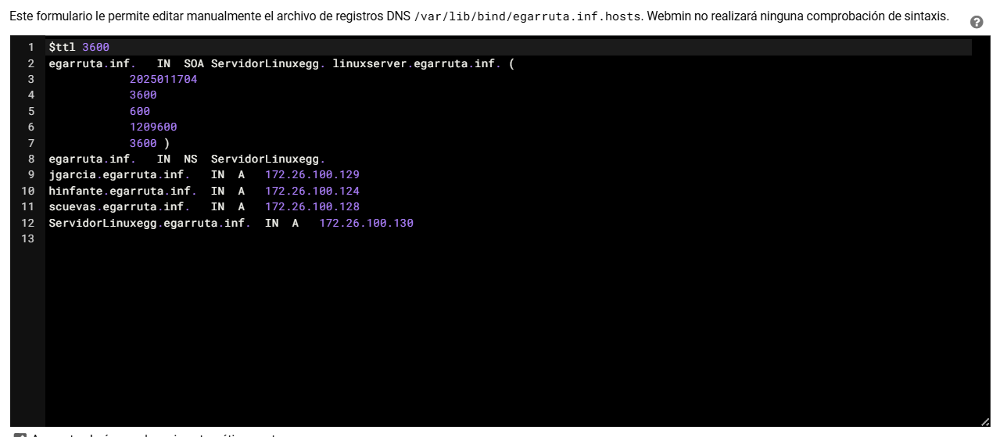 Este formulario le permite editar manualmente el archivo de registros DNS /var/lib/bind/egarruta.inf.hosts. Webmin no realizará ninguna comprobación de sintaxis.
?
1 $ttl 3600
2 egarruta.inf. IN SOA ServidorLinuxegg. linuxserver.egarruta.inf. (
3 2025011704
4 3600
5 600
6 1209600
7 3600 )
8 egarruta.inf. IN NS ServidorLinuxegg.
9 jgarcia.egarruta.inf. IN A 172.26.100.129
10 hinfante.egarruta.inf. IN A 172.26.100.124
11 scuevas.egarruta.inf. IN A 172.26.100.128
12 ServidorLinuxegg.egarruta.inf. IN A 172.26.100.130
13